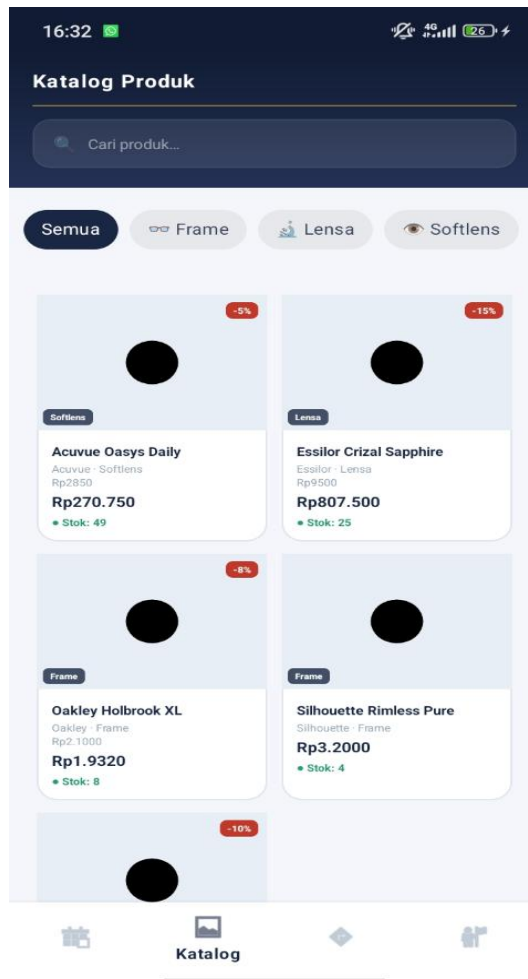 16:32
4G
26
Katalog Produk
Cari produk...
Semua
Frame
Lensa
Softlens
-5%
Softlens
Acuvue Oasys Daily
Acuvue · Softlens
Rp2850
Rp270.750
● Stok: 49
-15%
Lensa
Essilor Crizal Sapphire
Essilor · Lensa
Rp9500
Rp807.500
● Stok: 25
-8%
Frame
Oakley Holbrook XL
Oakley · Frame
Rp2.1000
Rp1.9320
● Stok: 8
Frame
Silhouette Rimless Pure
Silhouette · Frame
Rp3.2000
● Stok: 4
-10%
Katalog